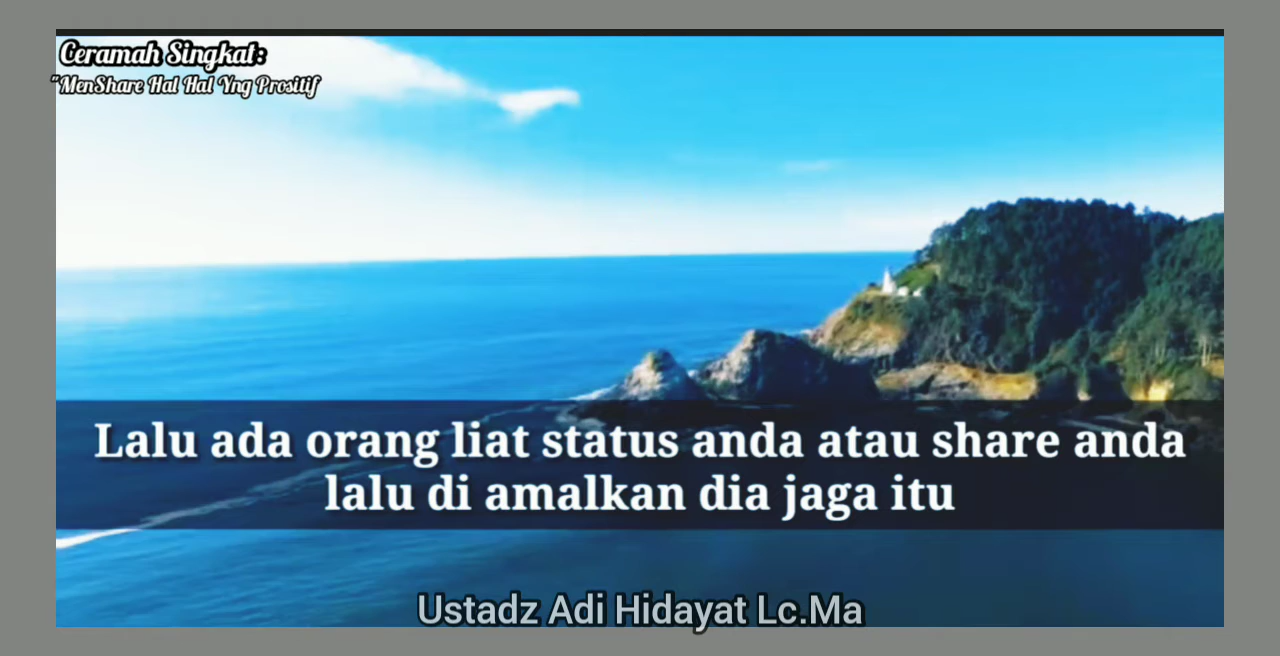 Ceramah Singkat:
"MenShare Hal Hal Yng Prositif
Lalu ada orang liat status anda atau share anda
lalu di amalkan dia jaga itu
Ustadz Adi Hidayat Lc.Ma